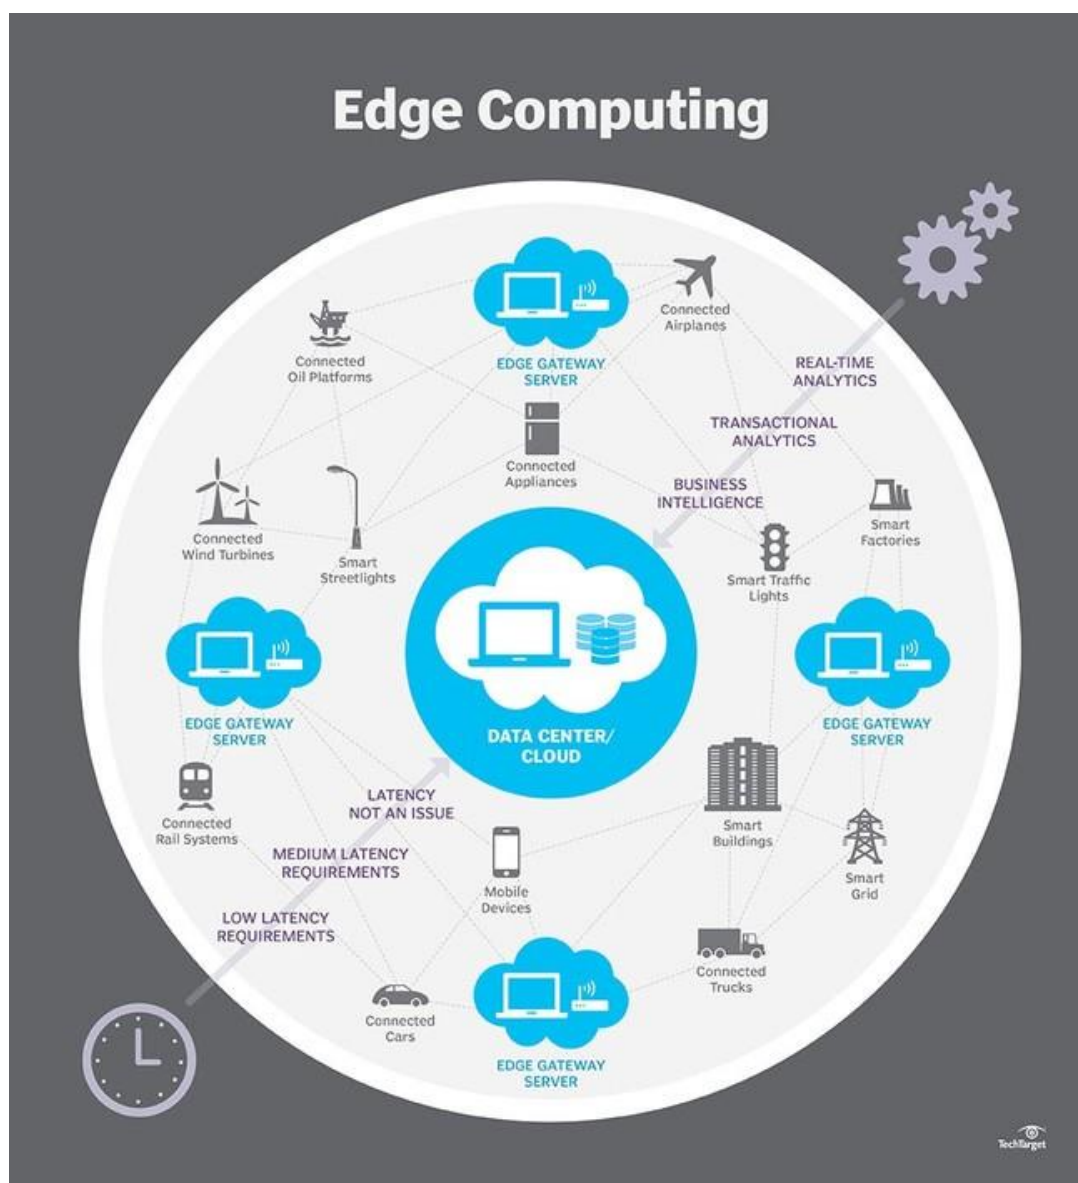 Edge Computing
Connected
Airplanes
Connected
Oil Platforms
EDGE GATEWAY
SERVER
REAL-TIME
ANALYTICS
TRANSACTIONAL
ANALYTICS
BUSINESS
INTELLIGENCE
Connected
Appliances
Connected
Wind Turbines
Smart
Streetlights
Smart
Factories
Smart Traffic
Lights
EDGE GATEWAY
SERVER
DATA CENTER/
CLOUD
EDGE GATEWAY
SERVER
Connected
Rail Systems
LATENCY
NOT AN ISSUE
MEDIUM LATENCY
REQUIREMENTS
LOW LATENCY
REQUIREMENTS
Mobile
Devices
Smart
Buildings
Smart
Grid
Connected
Trucks
Connected
Cars
EDGE GATEWAY
SERVER
TechTarget